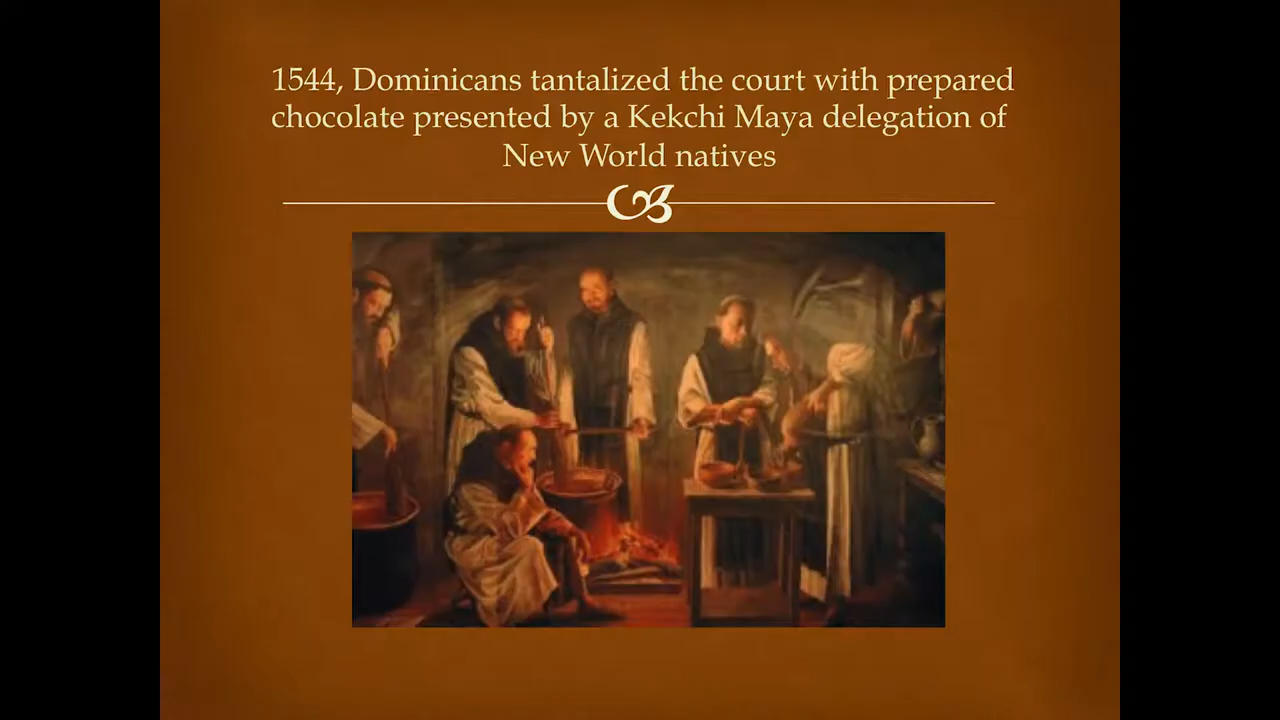 1544, Dominicans tantalized the court with prepared
chocolate presented by a Kekchi Maya delegation of
New World natives